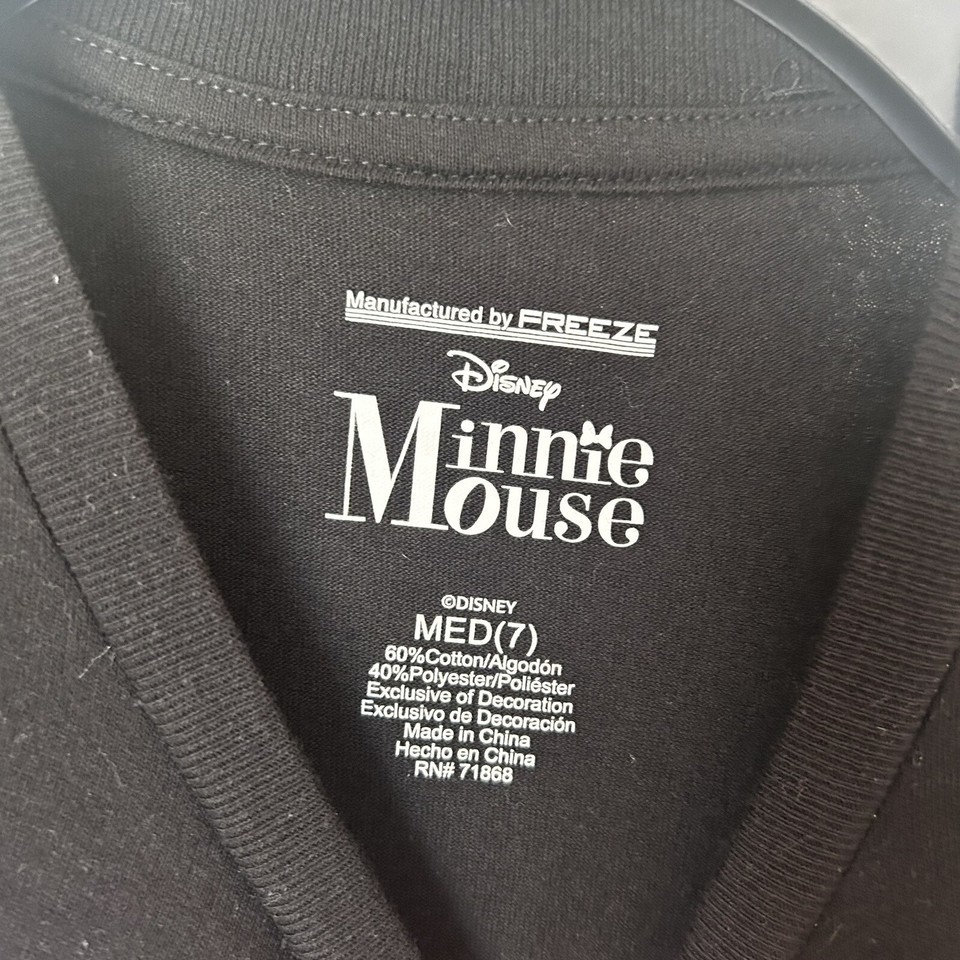 Manufactured by FREEZE
Disney
Minnie
Mouse
©DISNEY
MED(7)
60%Cotton/Algodón
40%Polyester/Poliéster
Exclusive of Decoration
Exclusivo de Decoración
Made in China
Hecho en China
RN# 71868